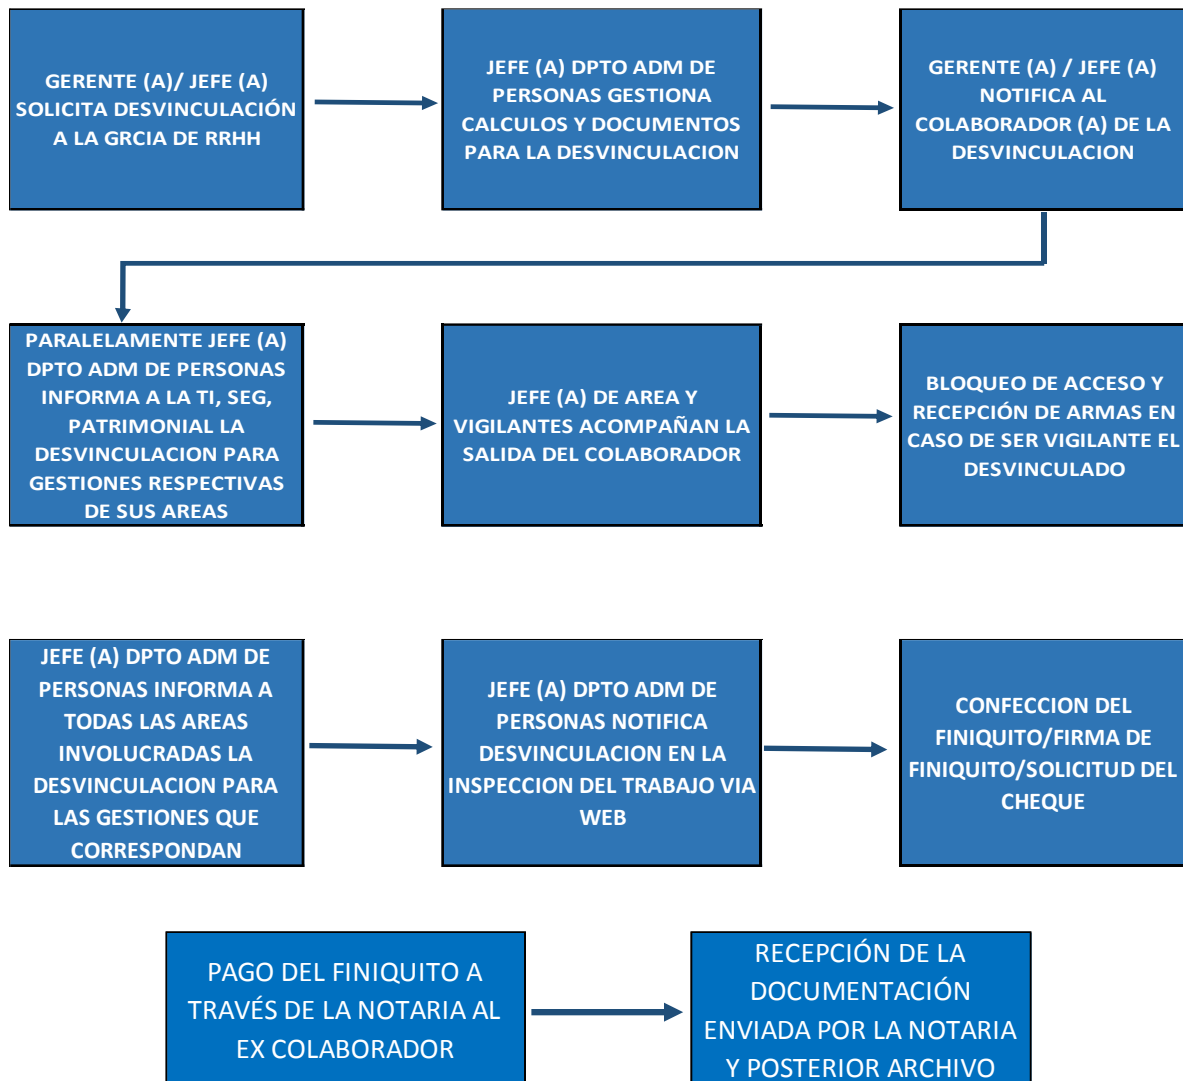 GERENTE (A)/ JEFE (A)
SOLICITA DESVINCULACIÓN
A LA GRCIA DE RRHH
JEFE (A) DPTO ADM DE
PERSONAS GESTIONA
CALCULOS Y DOCUMENTOS
PARA LA DESVINCULACION
GERENTE (A) / JEFE (A)
NOTIFICA AL
COLABORADOR (A) DE LA
DESVINCULACION
PARALELAMENTE JEFE (A)
DPTO ADM DE PERSONAS
INFORMA A LA TI, SEG,
PATRIMONIAL LA
DESVINCULACION PARA
GESTIONES RESPECTIVAS
DE SUS AREAS
JEFE (A) DE AREA Y
VIGILANTES ACOMPAÑAN LA
SALIDA DEL COLABORADOR
BLOQUEO DE ACCESO Y
RECEPCIÓN DE ARMAS EN
CASO DE SER VIGILANTE EL
DESVINCULADO
JEFE (A) DPTO ADM DE
PERSONAS INFORMA A
TODAS LAS AREAS
INVOLUCRADAS LA
DESVINCULACION PARA
LAS GESTIONES QUE
CORRESPONDAN
JEFE (A) DPTO ADM DE
PERSONAS NOTIFICA
DESVINCULACION EN LA
INSPECCION DEL TRABAJO VIA
WEB
CONFECCION DEL
FINIQUITO/FIRMA DE
FINIQUITO/SOLICITUD DEL
CHEQUE
PAGO DEL FINIQUITO A
TRAVÉS DE LA NOTARIA AL
EX COLABORADOR
RECEPCIÓN DE LA
DOCUMENTACIÓN
ENVIADA POR LA NOTARIA
Y POSTERIOR ARCHIVO